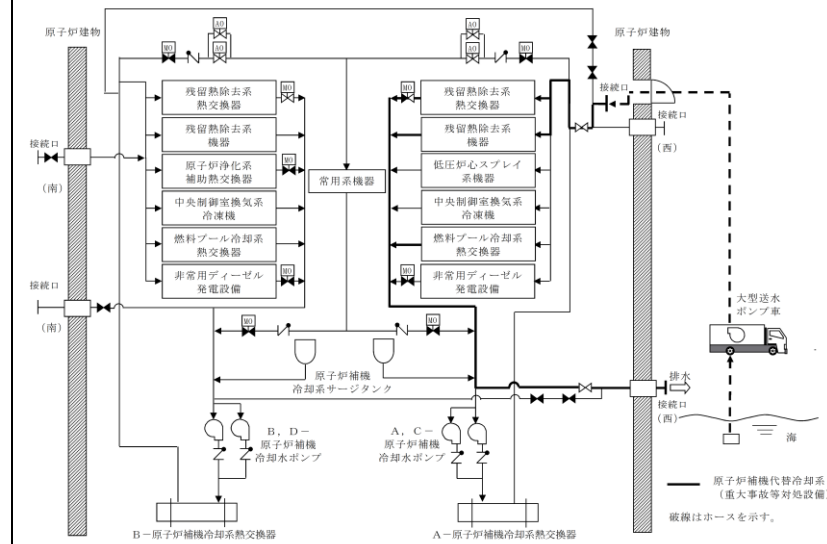 原子炉建物
原子炉建物
AO
AO
MO
AO
AO
MO
接続口
接続口
(西)
残留熱除去系
熱交換器
MO
残留熱除去系
機器
原子炉浄化系
補助熱交換器
MO
中央制御室換気系
冷凍機
燃料プール冷却系
熱交換器
非常用ディーゼル
発電設備
MO
常用系機器
MO
残留熱除去系
熱交換器
残留熱除去系
機器
低圧炉心スプレイ
系機器
中央制御室換気系
冷凍機
燃料プール冷却系
熱交換器
MO
非常用ディーゼル
発電設備
接続口
(南)
接続口
(南)
大型送水
ポンプ車
MO
MO
原子炉補機
冷却系サージタンク
排水
接続口
(西)
海
B,D-
原子炉補機
冷却水ポンプ
A,C-
原子炉補機
冷却水ポンプ
B-原子炉補機冷却系熱交換器
A-原子炉補機冷却系熱交換器
原子炉補機代替冷却系
(重大事故等対処設備)
破線はホースを示す。